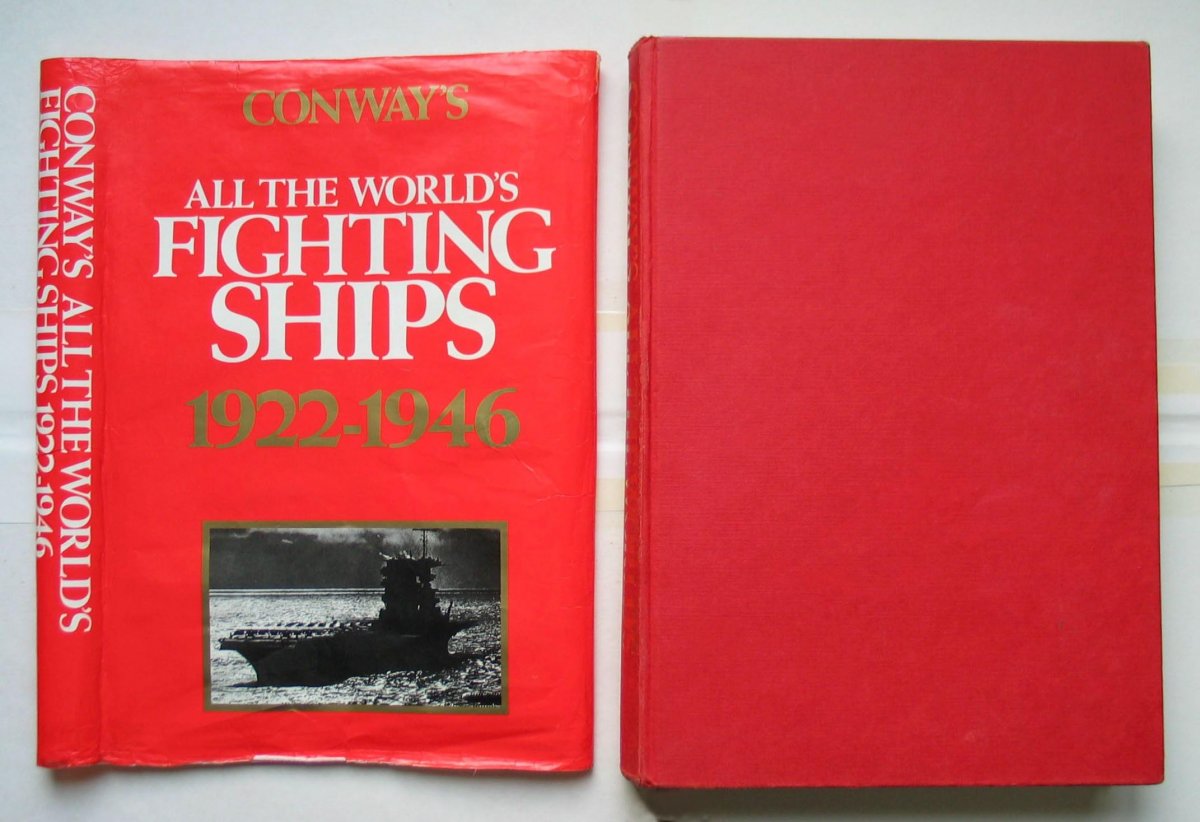 CONWAY'S ALL THE WORLD'S
FIGHTING SHIPS 1922-1946
CONWAY'S
ALL THE WORLD'S
FIGHTING
SHIPS
1922-1946